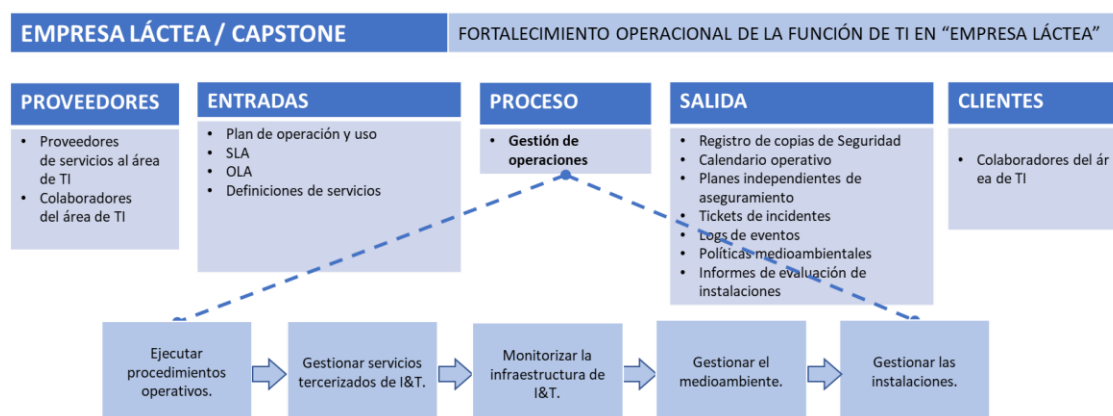 EMPRESA LÁCTEA / CAPSTONE
FORTALECIMIENTO OPERACIONAL DE LA FUNCIÓN DE TI EN “EMPRESA LÁCTEA”
PROVEEDORES
• Proveedores
de servicios al área
de TI
• Colaboradores
del área de TI
ENTRADAS
• Plan de operación y uso
• SLA
• OLA
• Definiciones de servicios
PROCESO
• Gestión de
operaciones
SALIDA
• Registro de copias de Seguridad
• Calendario operativo
• Planes independientes de
aseguramiento
• Tickets de incidentes
• Logs de eventos
• Políticas medioambientales
• Informes de evaluación de
instalaciones
CLIENTES
• Colaboradores del ár
ea de TI
Ejecutar
procedimientos
operativos.
Gestionar servicios
tercerizados de I&T.
Monitorizar la
infraestructura de
I&T.
Gestionar el
medioambiente.
Gestionar las
instalaciones.